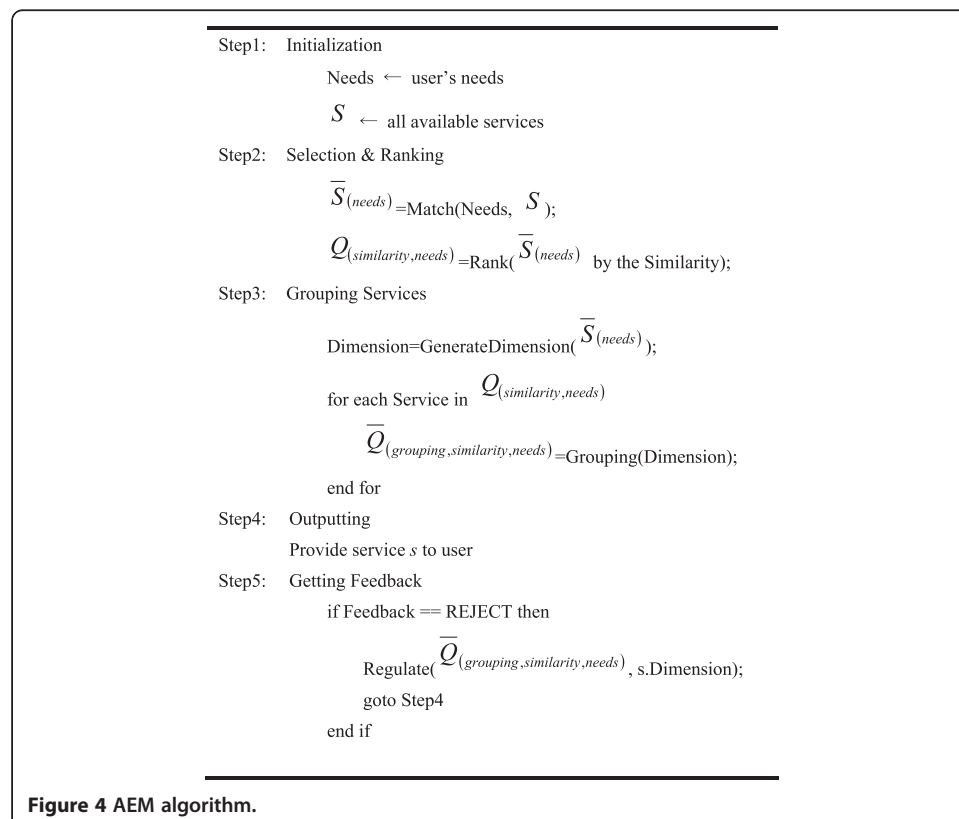 Step1: Initialization
Needs ← user's needs
S ← all available services
Step2: Selection & Ranking
S̅(needs)=Match(Needs, S );
Q(similarity,needs)=Rank( S̅(needs) by the Similarity);
Step3: Grouping Services
Dimension=GenerateDimension( S̅(needs) );
for each Service in Q(similarity,needs)
Q̅(grouping,similarity,needs)=Grouping(Dimension);
end for
Step4: Outputting
Provide service s to user
Step5: Getting Feedback
if Feedback == REJECT then
Regulate( Q̅(grouping,similarity,needs) , s.Dimension);
goto Step4
end if
Figure 4 AEM algorithm.